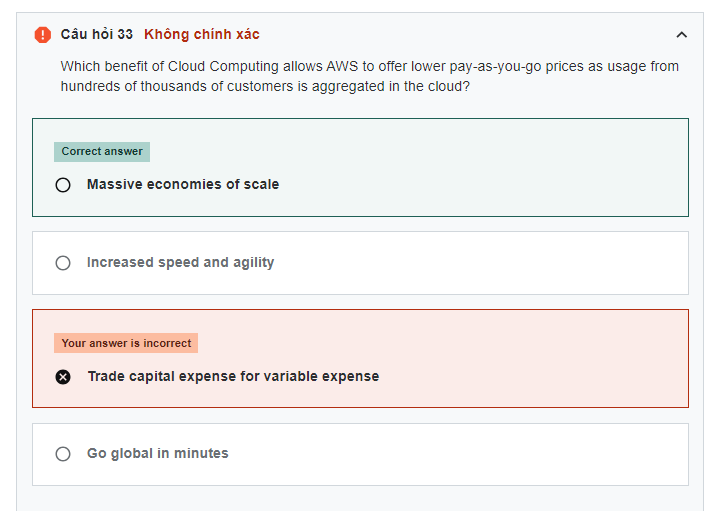 Câu hỏi 33 Không chính xác
Which benefit of Cloud Computing allows AWS to offer lower pay-as-you-go prices as usage from
hundreds of thousands of customers is aggregated in the cloud?
Correct answer
Massive economies of scale
Increased speed and agility
Your answer is incorrect
Trade capital expense for variable expense
Go global in minutes